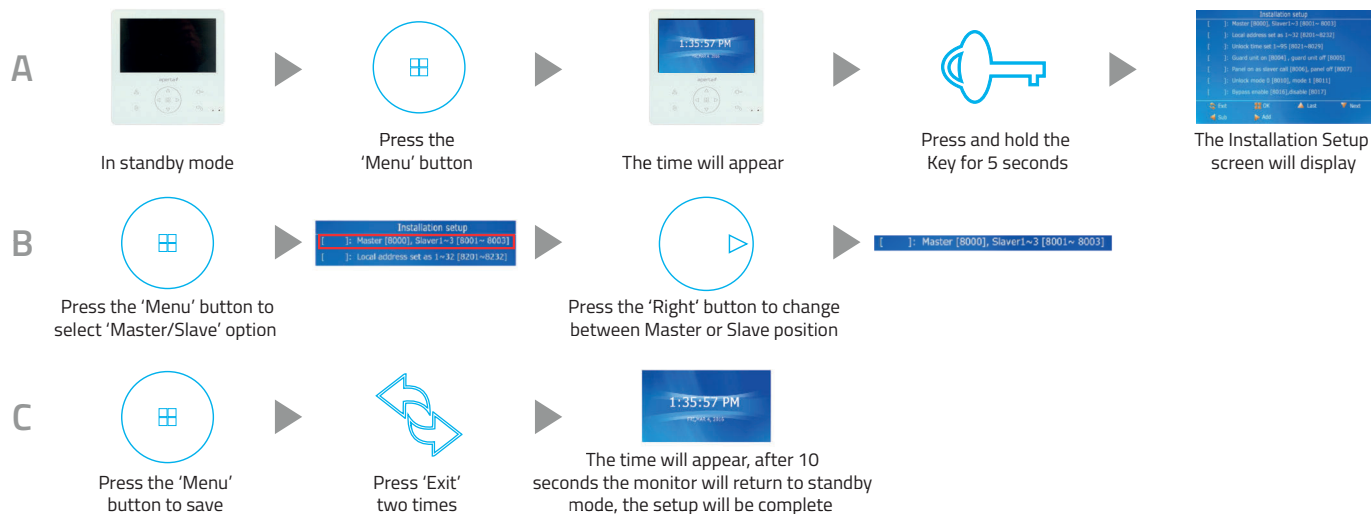 A
In standby mode
Press the
'Menu' button
1:35:57 PM
The time will appear
Press and hold the
Key for 5 seconds
Installation setup
[ ]: Master [8000], Slaver1~3 [8001~ 8003]
[ ]: Local address set as 1~32 [8201~8232]
[ ]: Unlock time set 1~9S [8021~8029]
[ ]: Guard unit as [8004] , guard unit off [8005]
[ ]: Panel on as slaver call [8006], panel off [8007]
[ ]: Unlock mode 0 [8010], mode 1 [8011]
[ ]: Bypass enable [8016],disable [8017]
Exit OK Last Next
Sub Add
The Installation Setup
screen will display
B
Press the 'Menu' button to
select 'Master/Slave' option
Installation setup
[ ]: Master [8000], Slaver1~3 [8001~ 8003]
[ ]: Local address set as 1~32 [8201~8232]
Press the 'Right' button to change
between Master or Slave position
[ ]: Master [8000], Slaver1~3 [8001~ 8003]
C
Press the 'Menu'
button to save
Press 'Exit'
two times
1:35:57 PM
The time will appear, after 10
seconds the monitor will return to standby
mode, the setup will be complete